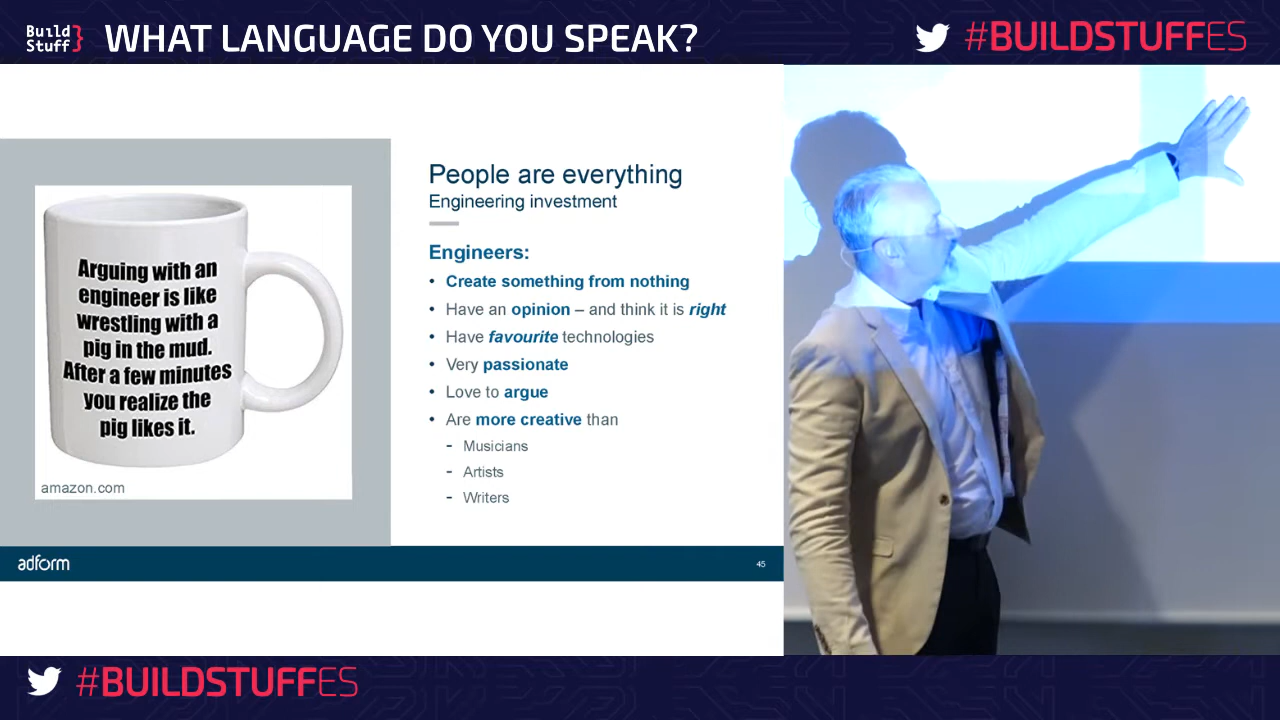 Build
Stuff}
WHAT LANGUAGE DO YOU SPEAK?
#BUILDSTUFFES
People are everything
Engineering investment
Engineers:
• Create something from nothing
• Have an opinion – and think it is right
• Have favourite technologies
• Very passionate
• Love to argue
• Are more creative than
- Musicians
- Artists
- Writers
Arguing with an
engineer is like
wrestling with a
pig in the mud.
After a few minutes
you realize the
pig likes it.
amazon.com
adform
45
#BUILDSTUFFES